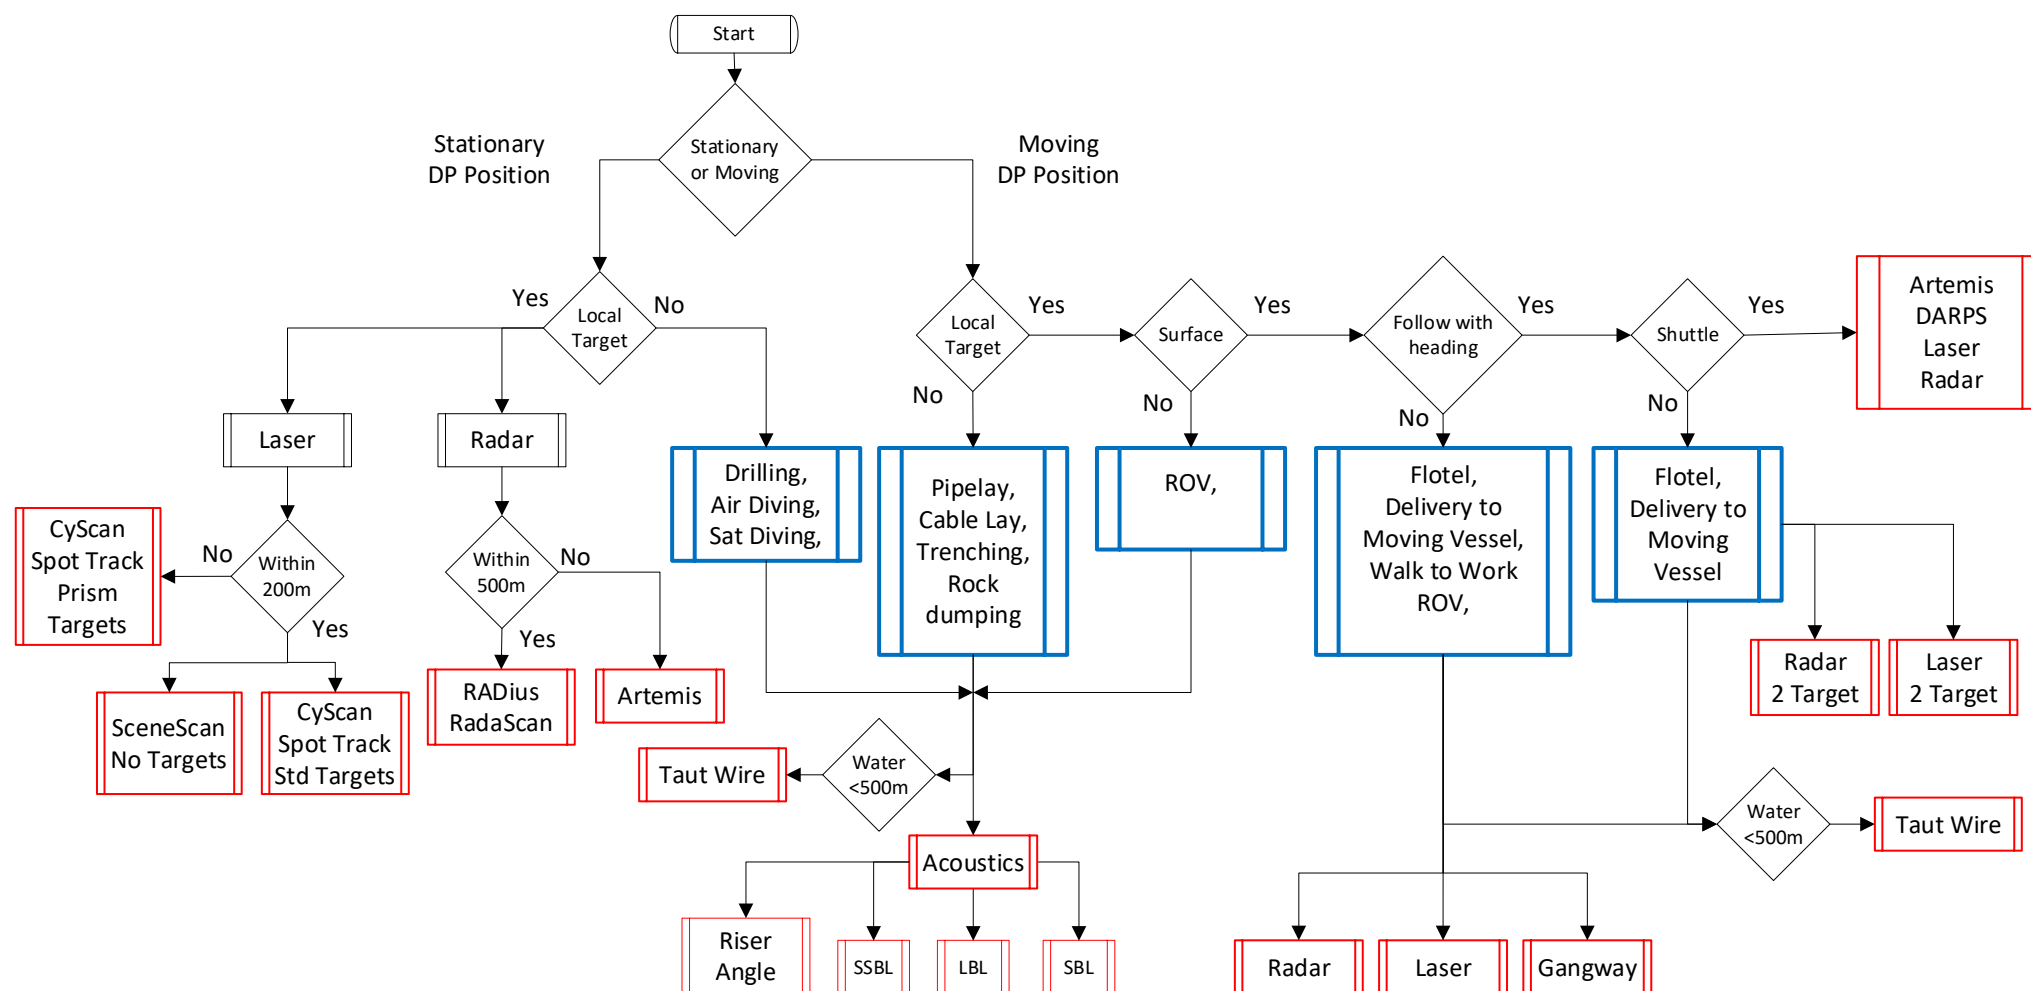 Start
Stationary
or Moving
Stationary
DP Position
Moving
DP Position
Yes
Local
Target
No
Local
Target
Yes
Surface
Yes
Follow with
heading
Yes
Shuttle
Yes
Artemis
DARPS
Laser
Radar
No
No
No
No
Laser
Radar
Drilling,
Air Diving,
Sat Diving,
Pipelay,
Cable Lay,
Trenching,
Rock
dumping
ROV,
Flotel,
Delivery to
Moving Vessel,
Walk to Work
ROV,
Flotel,
Delivery to
Moving
Vessel
CyScan
Spot Track
Prism
Targets
No
Within
200m
Yes
Within
500m
No
Yes
SceneScan
No Targets
CyScan
Spot Track
Std Targets
RADius
RadaScan
Artemis
Radar
2 Target
Laser
2 Target
Taut Wire
Water
<500m
Water
<500m
Taut Wire
Acoustics
Riser
Angle
SSBL
LBL
SBL
Radar
Laser
Gangway